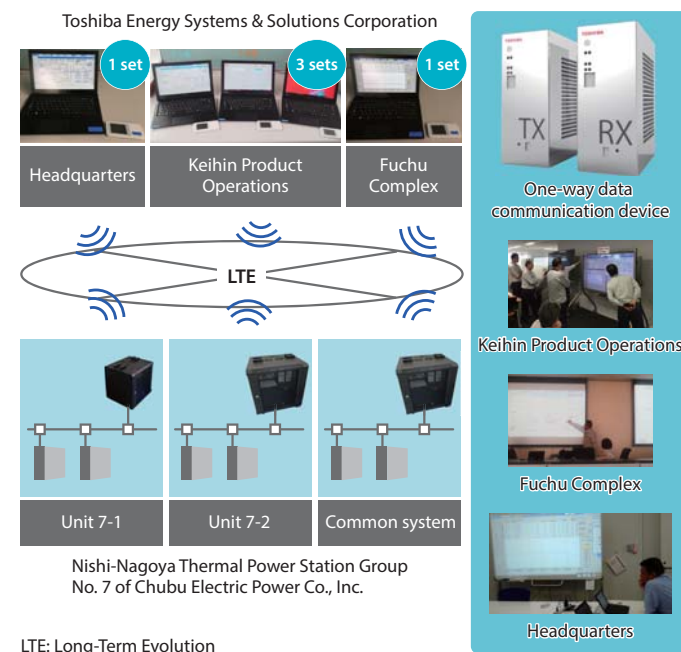 Toshiba Energy Systems & Solutions Corporation
1 set
3 sets
1 set
Headquarters
Keihin Product
Operations
Fuchu
Complex
LTE
Unit 7-1
Unit 7-2
Common system
Nishi-Nagoya Thermal Power Station Group
No. 7 of Chubu Electric Power Co., Inc.
LTE: Long-Term Evolution
TOSHIBA
TOSHIBA
TX
RX
One-way data
communication device
Keihin Product Operations
Fuchu Complex
Headquarters